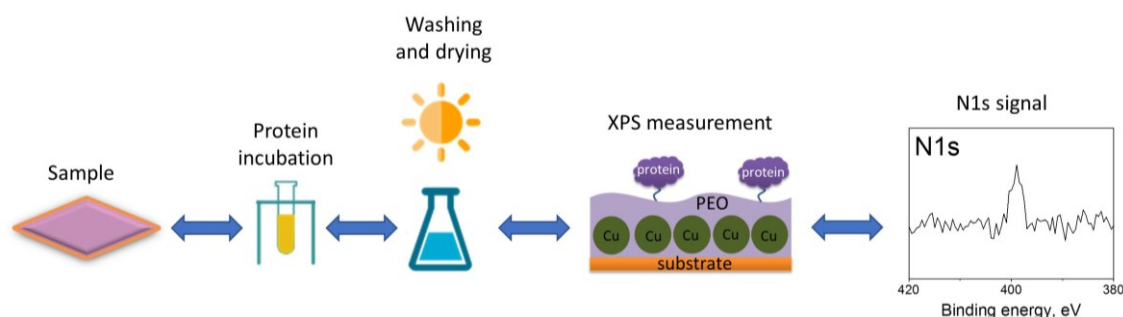 Sample
Protein
incubation
Washing
and drying
XPS measurement
protein
protein
PEO
Cu
Cu
Cu
Cu
Cu
substrate
N1s signal
N1s
420
400
380
Binding energy, eV